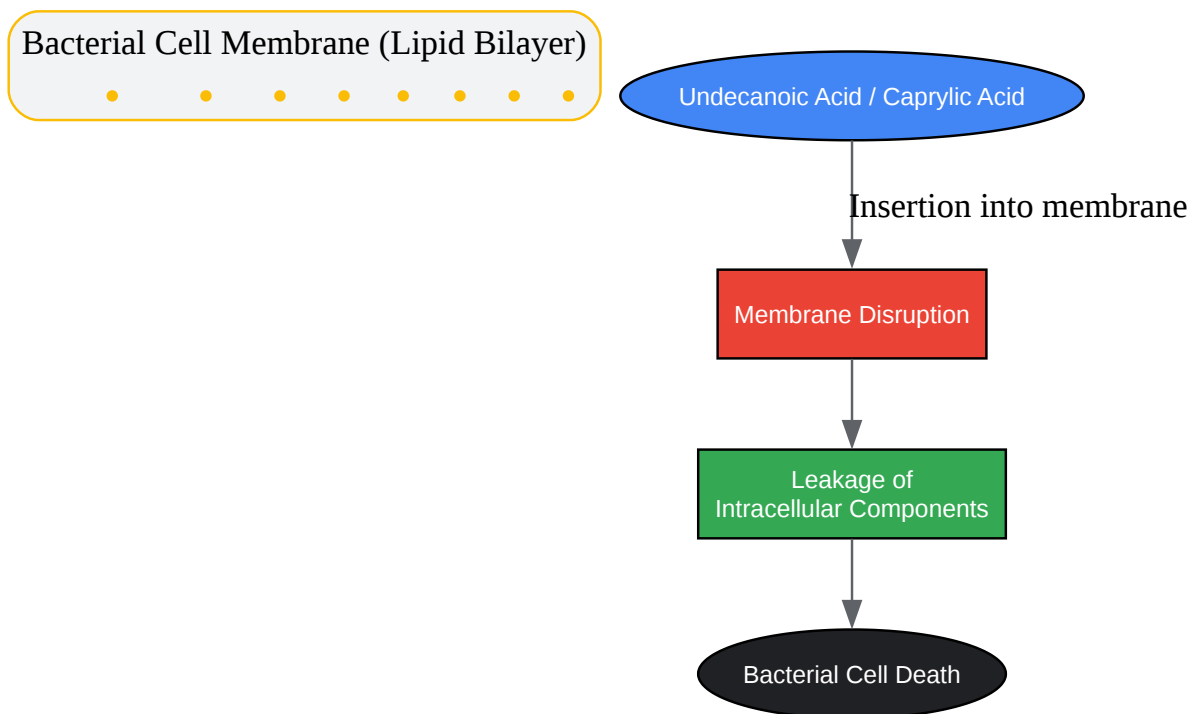 Bacterial Cell Membrane (Lipid Bilayer)
Undecanoic Acid / Caprylic Acid
Insertion into membrane
Membrane Disruption
Leakage of
Intracellular Components
Bacterial Cell Death